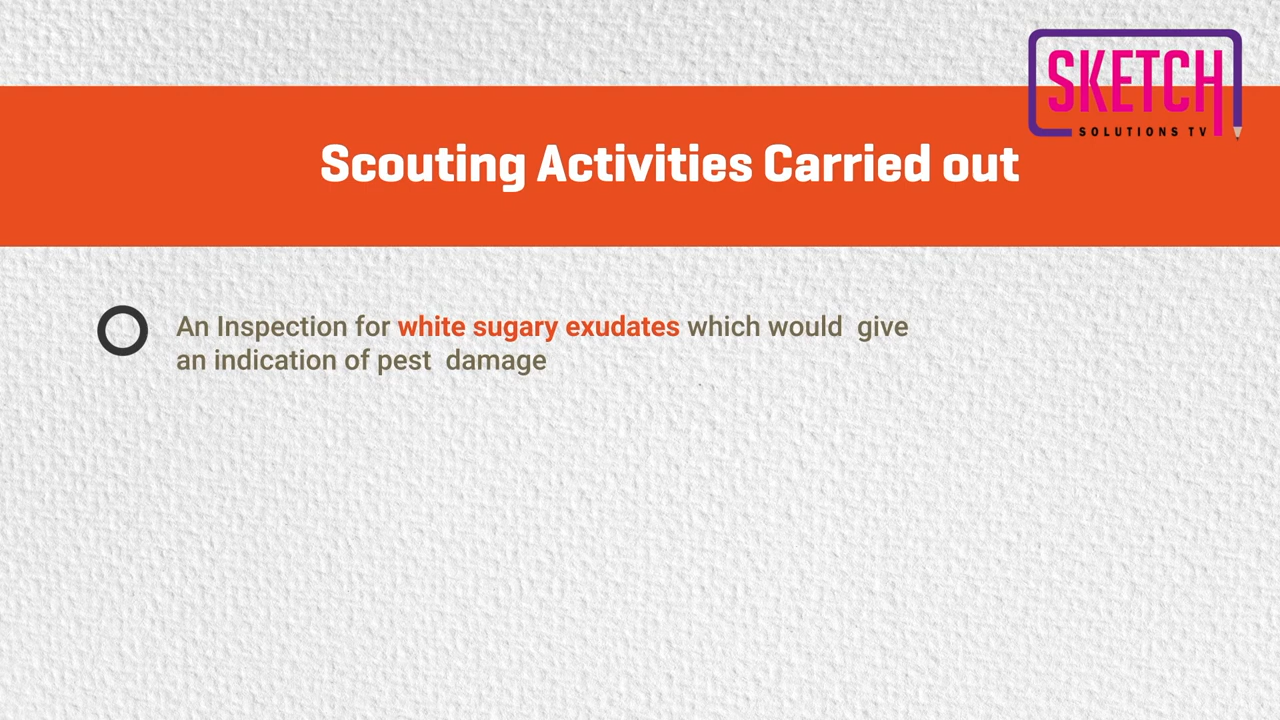 SKETCH
SOLUTIONS TV
Scouting Activities Carried out
An Inspection for white sugary exudates which would  give
an indication of pest  damage